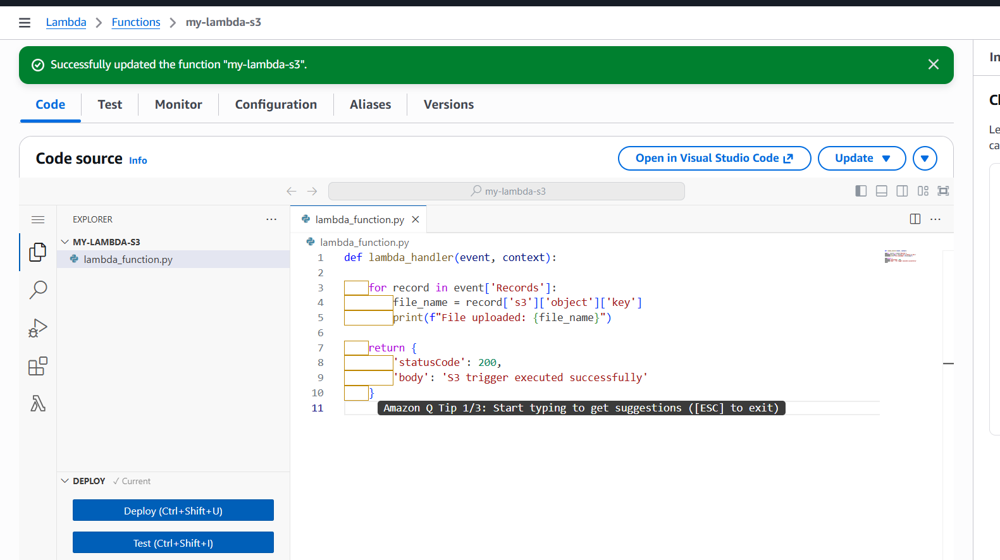 Lambda > Functions > my-lambda-s3
Successfully updated the function "my-lambda-s3".
Code Test Monitor Configuration Aliases Versions
Code source Info
Open in Visual Studio Code Update
my-lambda-s3
EXPLORER
MY-LAMBDA-S3
lambda_function.py
lambda_function.py
lambda_function.py
1 def lambda_handler(event, context):
2
3 for record in event['Records']:
4 file_name = record['s3']['object']['key']
5 print(f"File uploaded: {file_name}")
6
7 return {
8 'statusCode': 200,
9 'body': 'S3 trigger executed successfully'
10 }
11 Amazon Q Tip 1/3: Start typing to get suggestions ([ESC] to exit)
DEPLOY ✓ Current
Deploy (Ctrl+Shift+U)
Test (Ctrl+Shift+I)
In
Le
ca